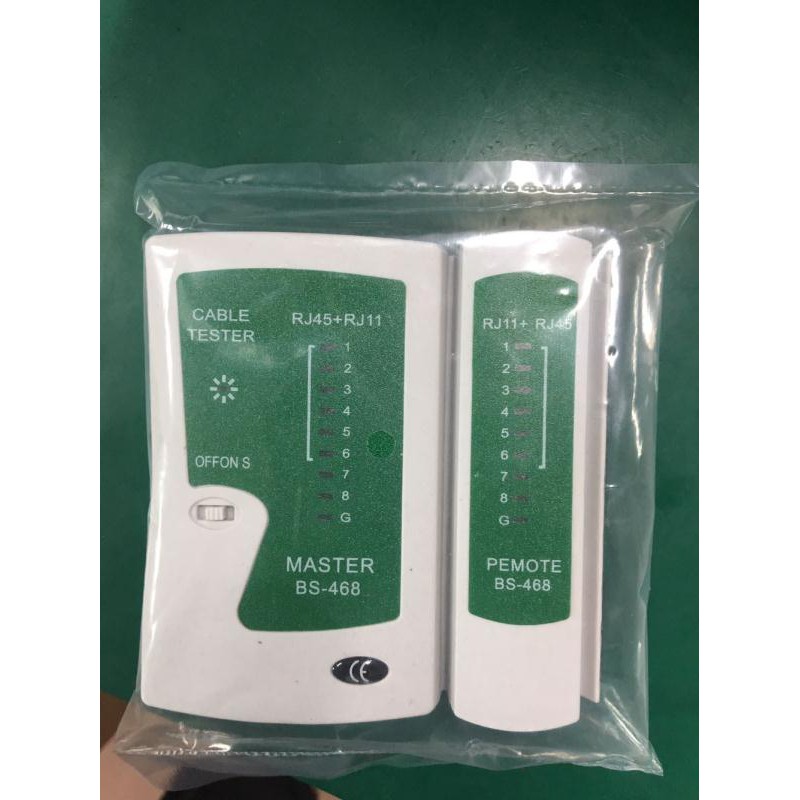 CABLE
TESTER
RJ45+RJ11
1
2
3
4
5
6
7
8
G
OFFON S
MASTER
BS-468
CE
RJ11+ RJ45
1
2
3
4
5
6
7
8
G
PEMOTE
BS-468